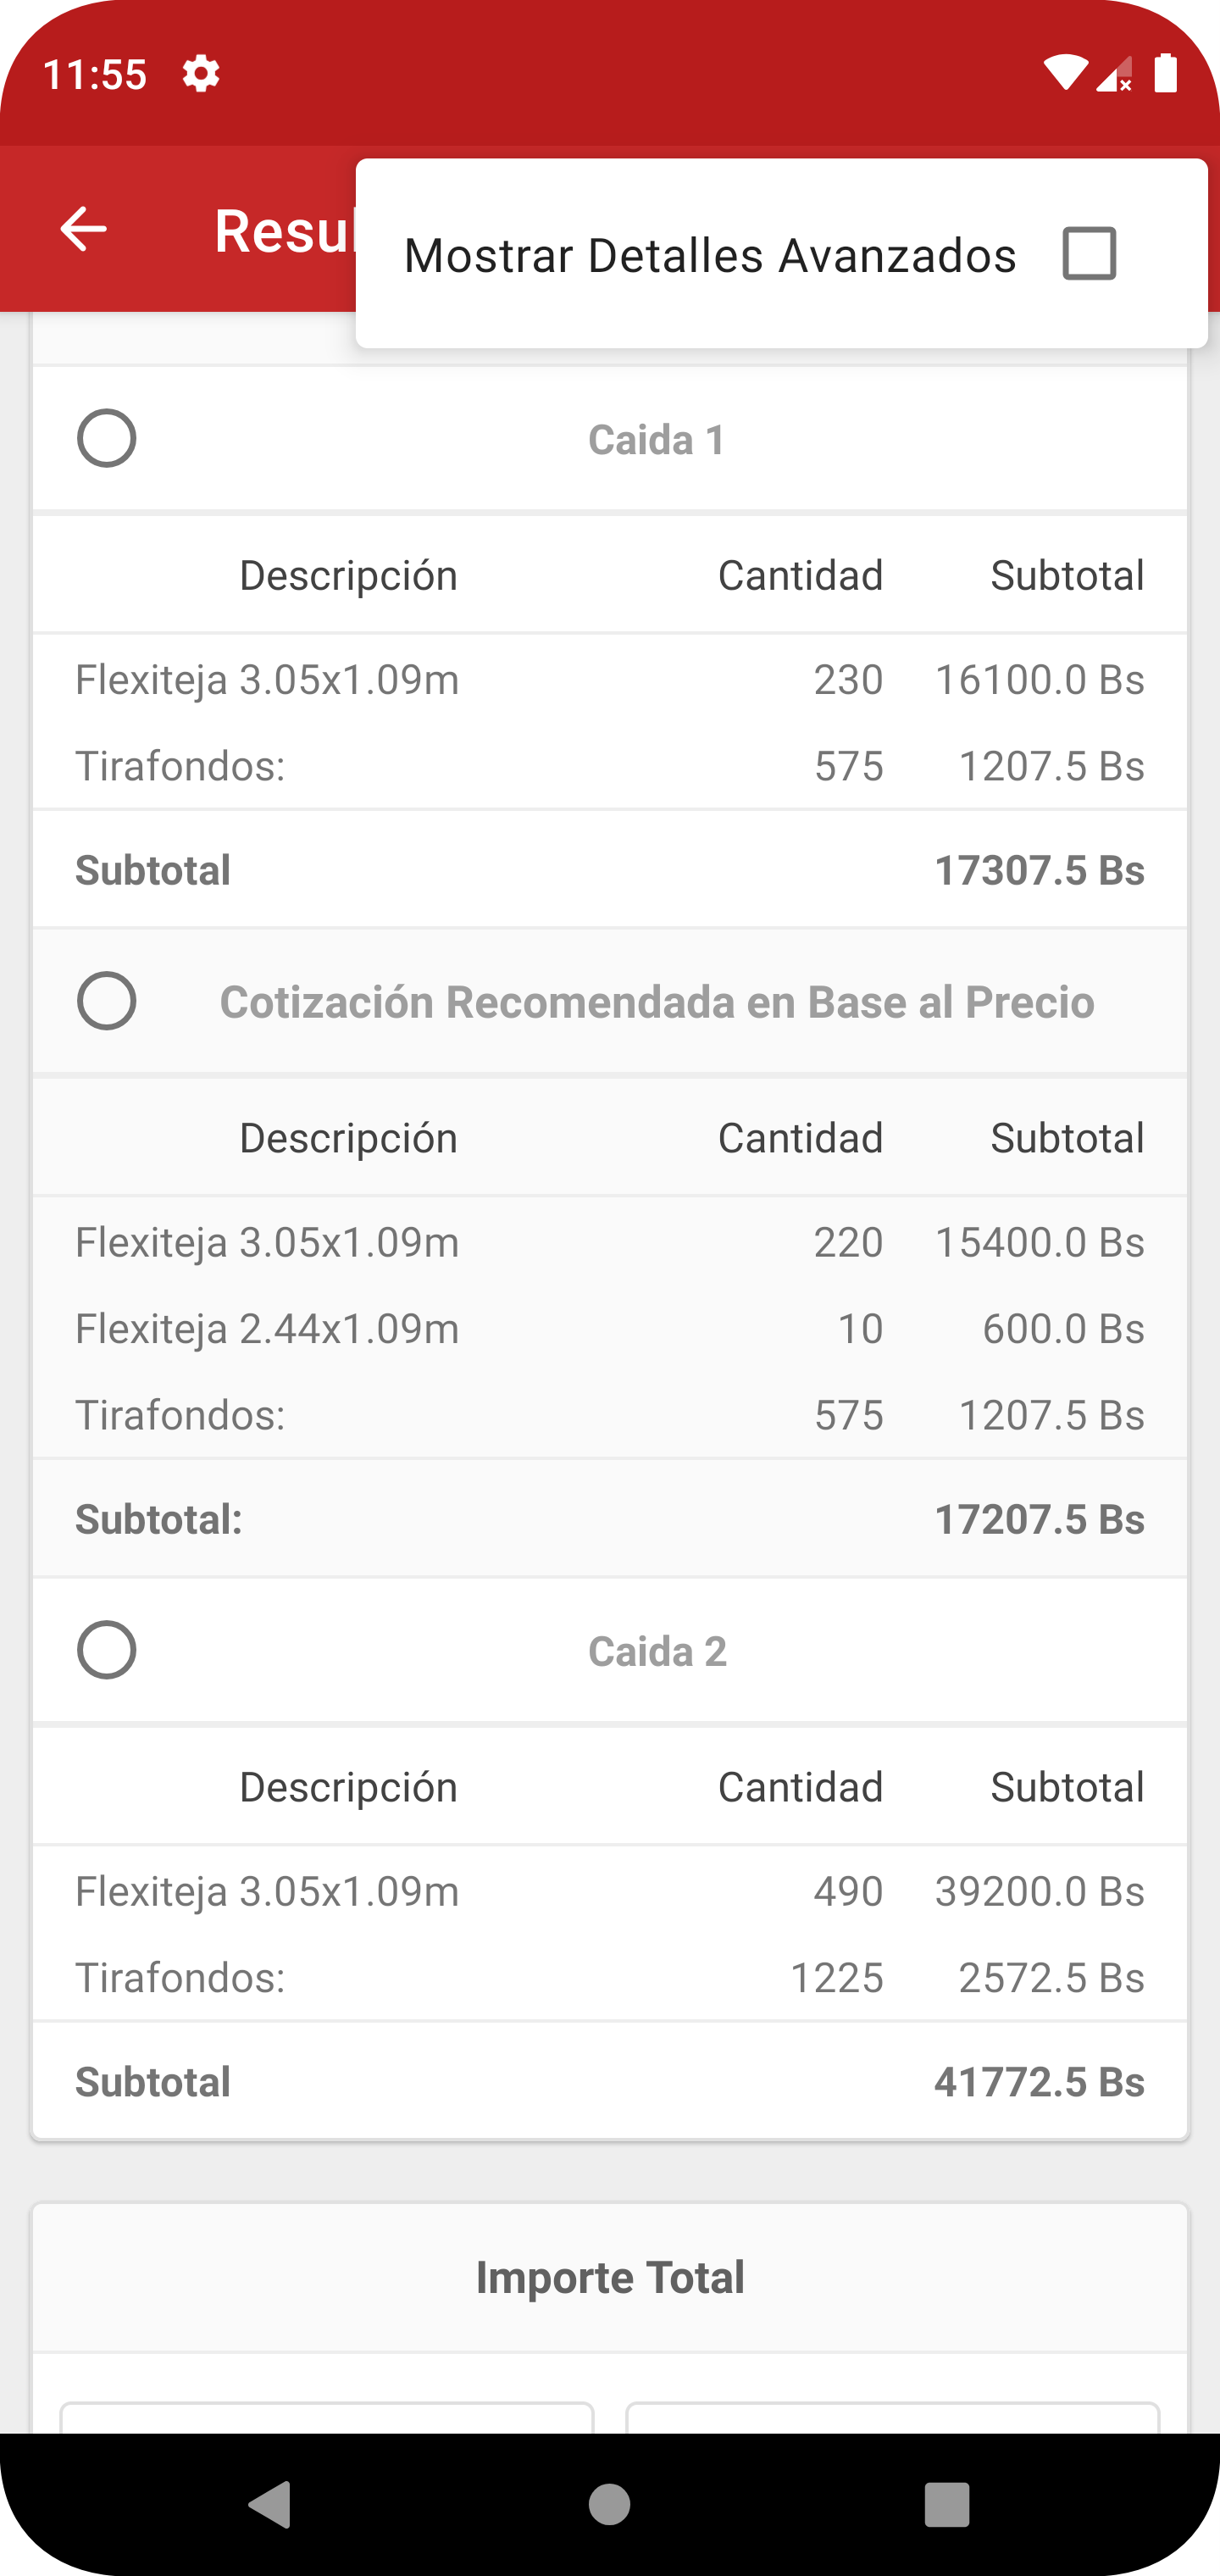 11:55
Resul
Mostrar Detalles Avanzados
Caida 1
Descripción Cantidad Subtotal
Flexiteja 3.05x1.09m 230 16100.0 Bs
Tirafondos: 575 1207.5 Bs
Subtotal 17307.5 Bs
Cotización Recomendada en Base al Precio
Descripción Cantidad Subtotal
Flexiteja 3.05x1.09m 220 15400.0 Bs
Flexiteja 2.44x1.09m 10 600.0 Bs
Tirafondos: 575 1207.5 Bs
Subtotal: 17207.5 Bs
Caida 2
Descripción Cantidad Subtotal
Flexiteja 3.05x1.09m 490 39200.0 Bs
Tirafondos: 1225 2572.5 Bs
Subtotal 41772.5 Bs
Importe Total